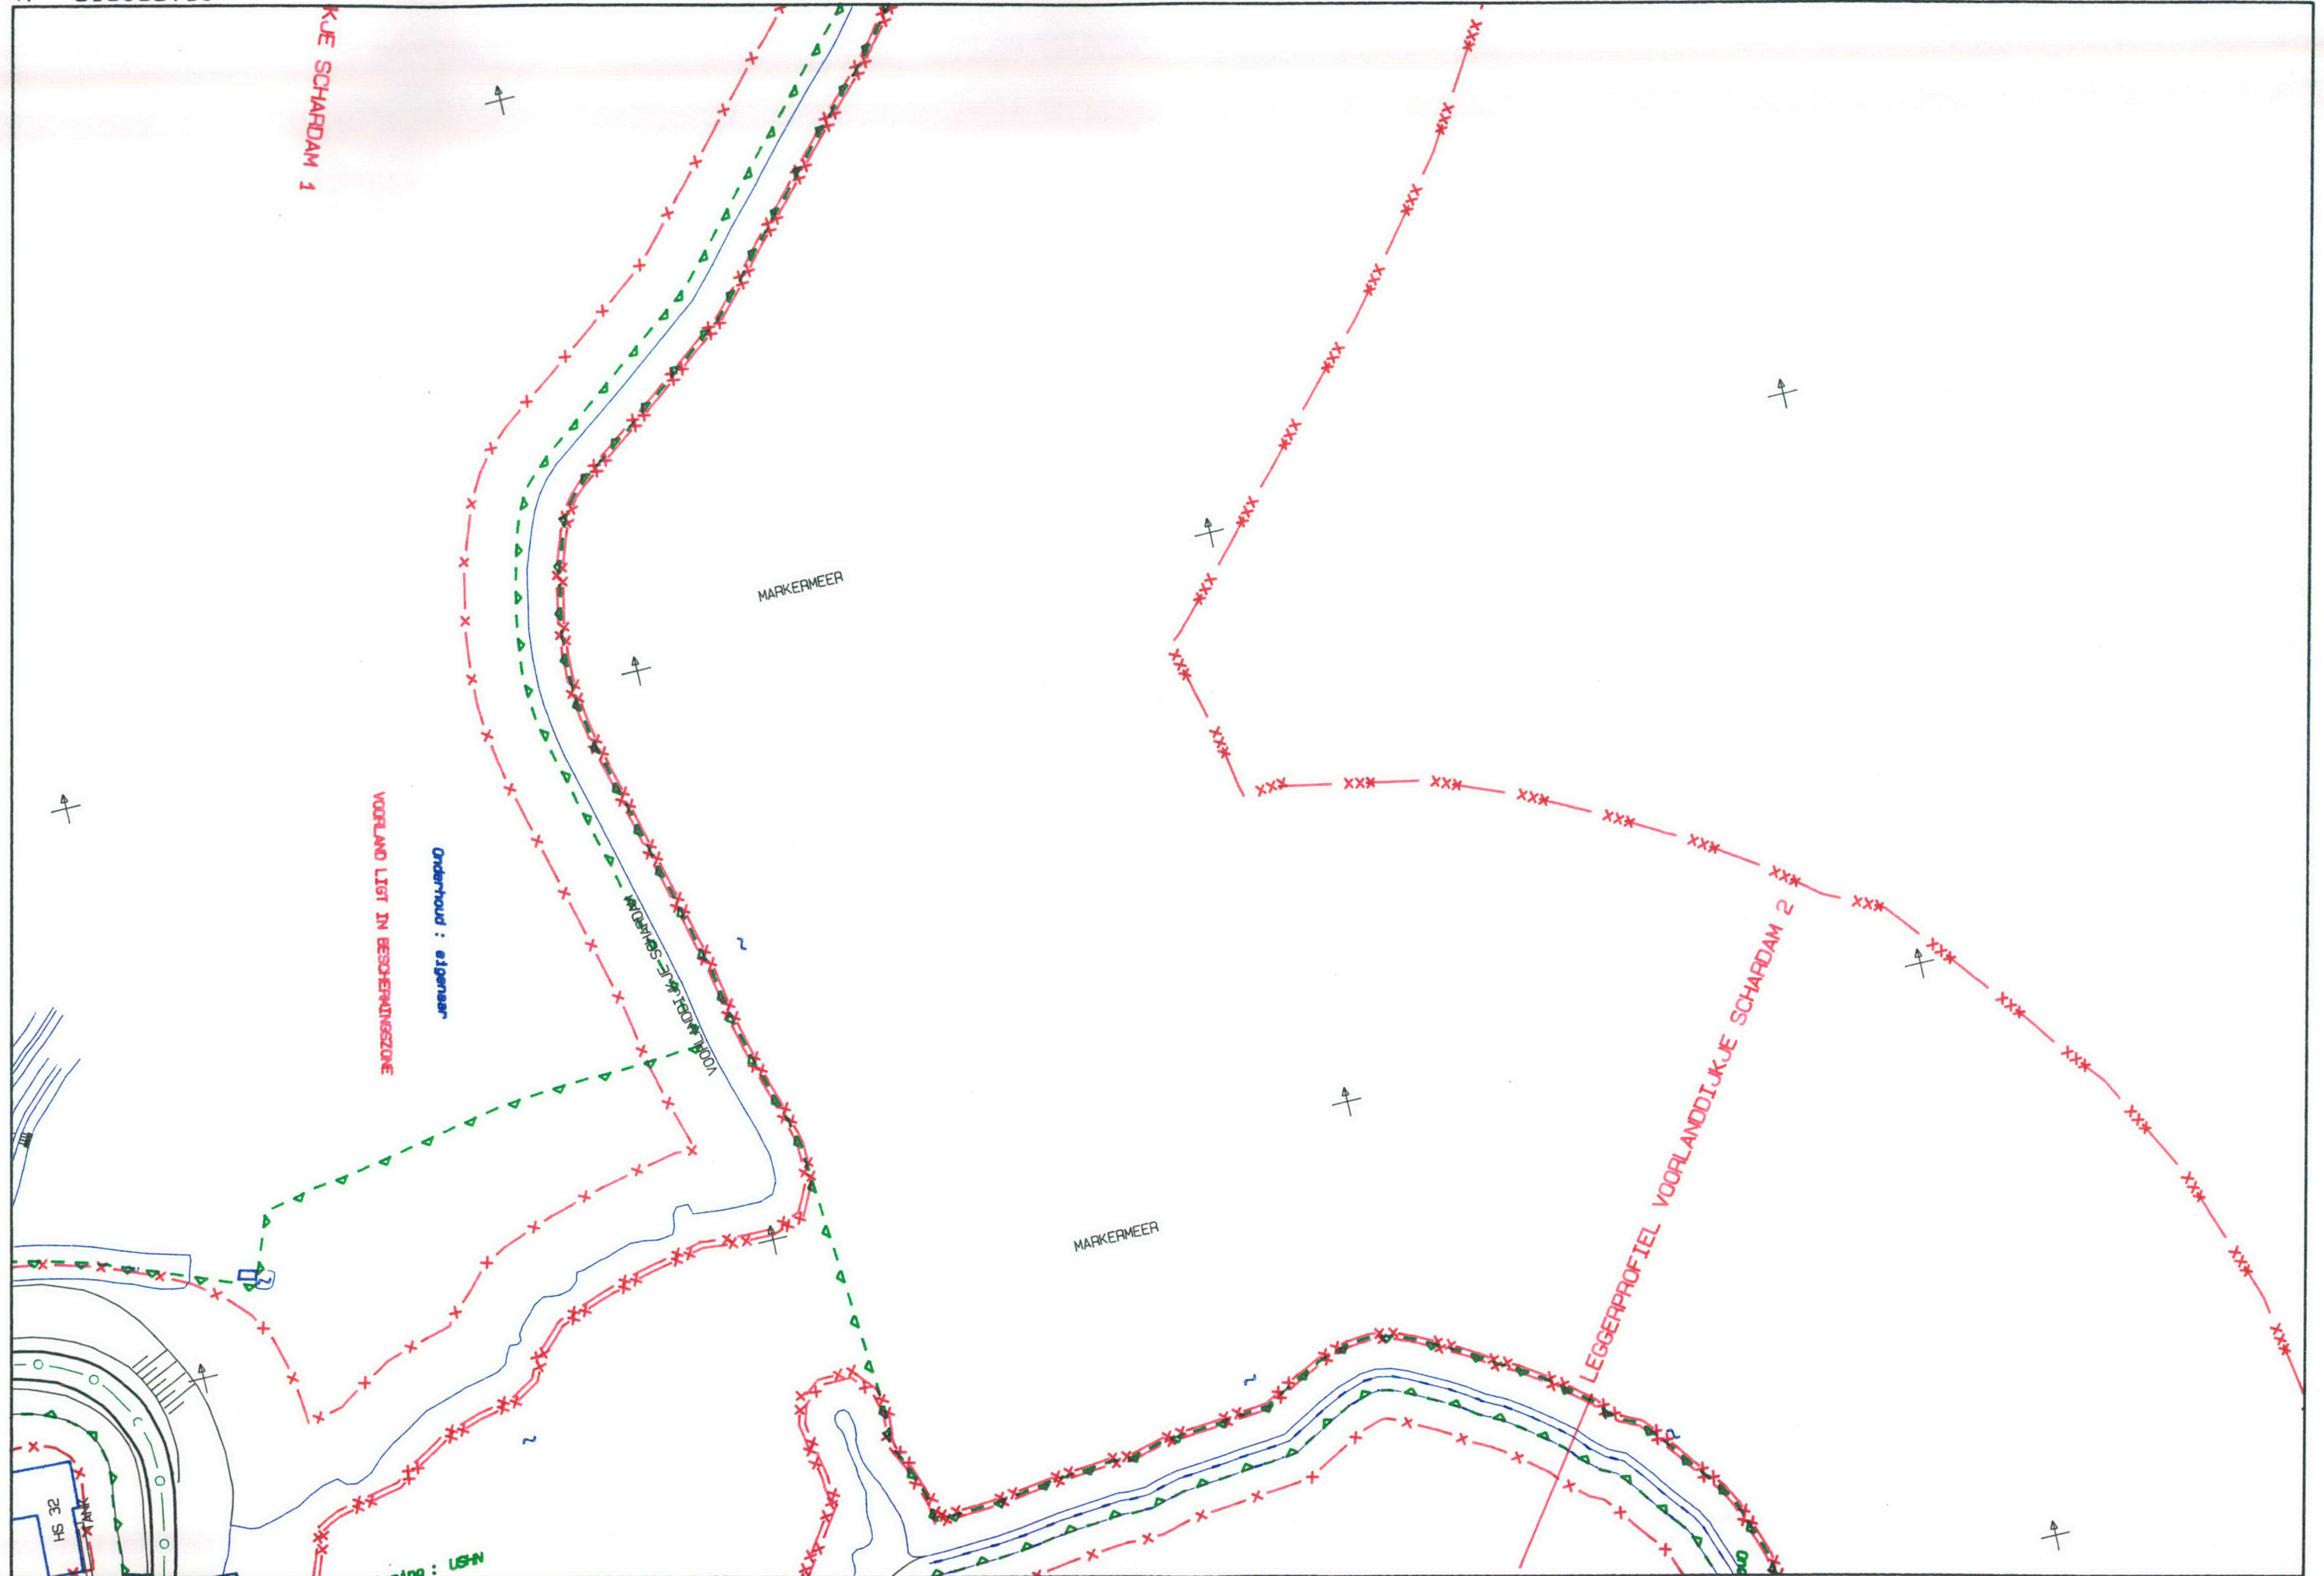 KJE SCHARDAM 1
MARKERMEER
VOORLAND LIGT IN BESCHERMINGSZONE
Onderhoud : eigenaar
VOORLANDDIJKJE SCHARDAM
LEGGERPROFIEL VOORLANDDIJKJE SCHARDAM 2
MARKERMEER
HS 32
: USHN